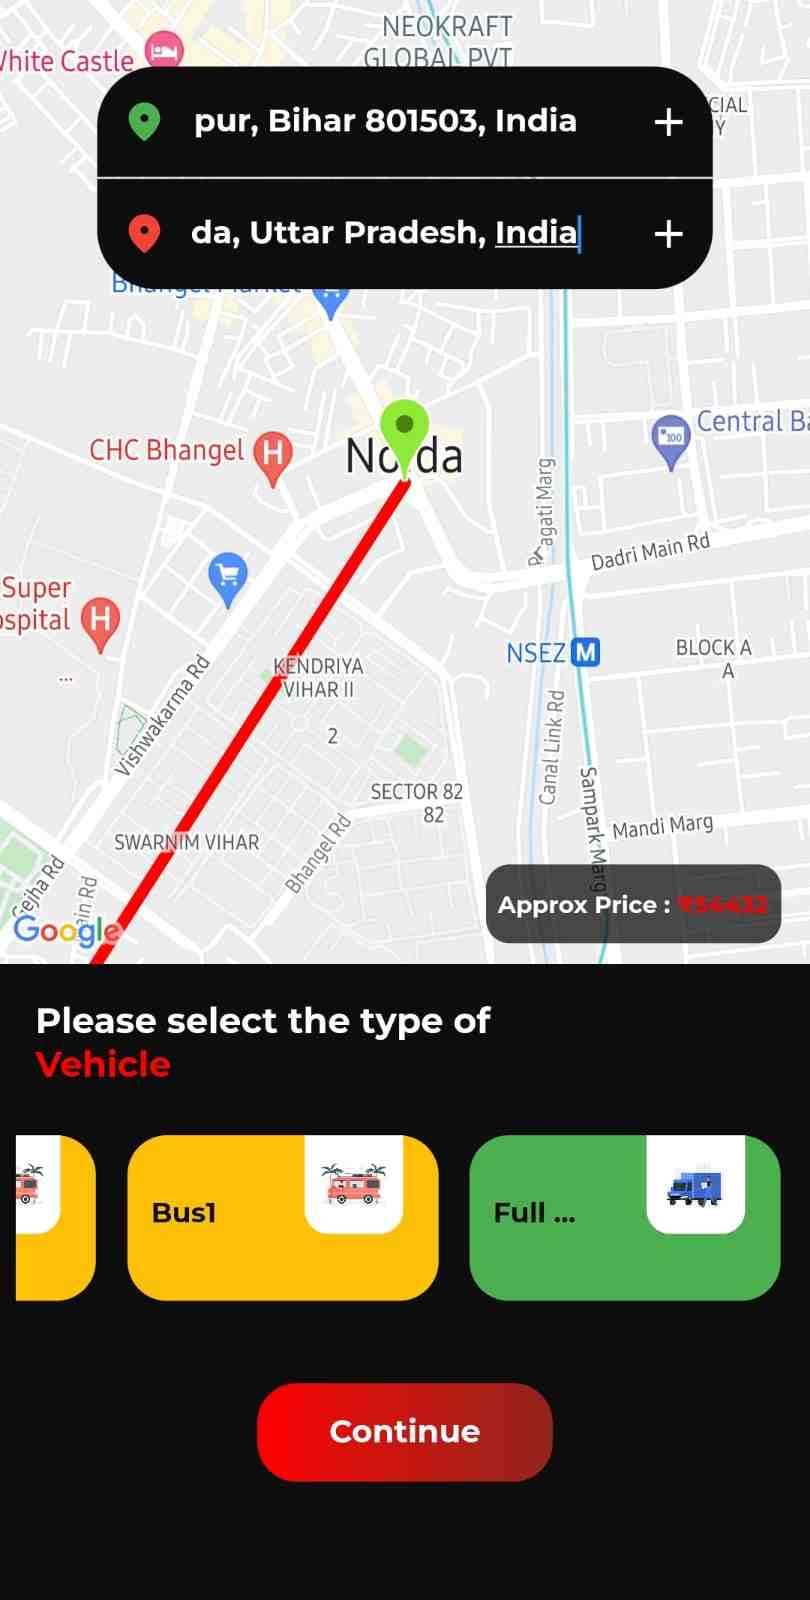 NEOKRAFT
GLOBAL PVT
White Castle
CIAL
Y
pur, Bihar 801503, India
da, Uttar Pradesh, India
Bhangel Market
CHC Bhangel
Noida
Central Ba
Pragati Marg
Dadri Main Rd
Super
ospital
...
NSEZ M
BLOCK A
A
KENDRIYA
VIHAR II
2
Vishwakarma Rd
Canal Link Rd
SECTOR 82
82
Sampark Marg
Mandi Marg
SWARNIM VIHAR
Bhangel Rd
Gejha Rd
ain Rd
Google
Approx Price : ₹54432
Please select the type of
Vehicle
Bus1
Full ...
Continue